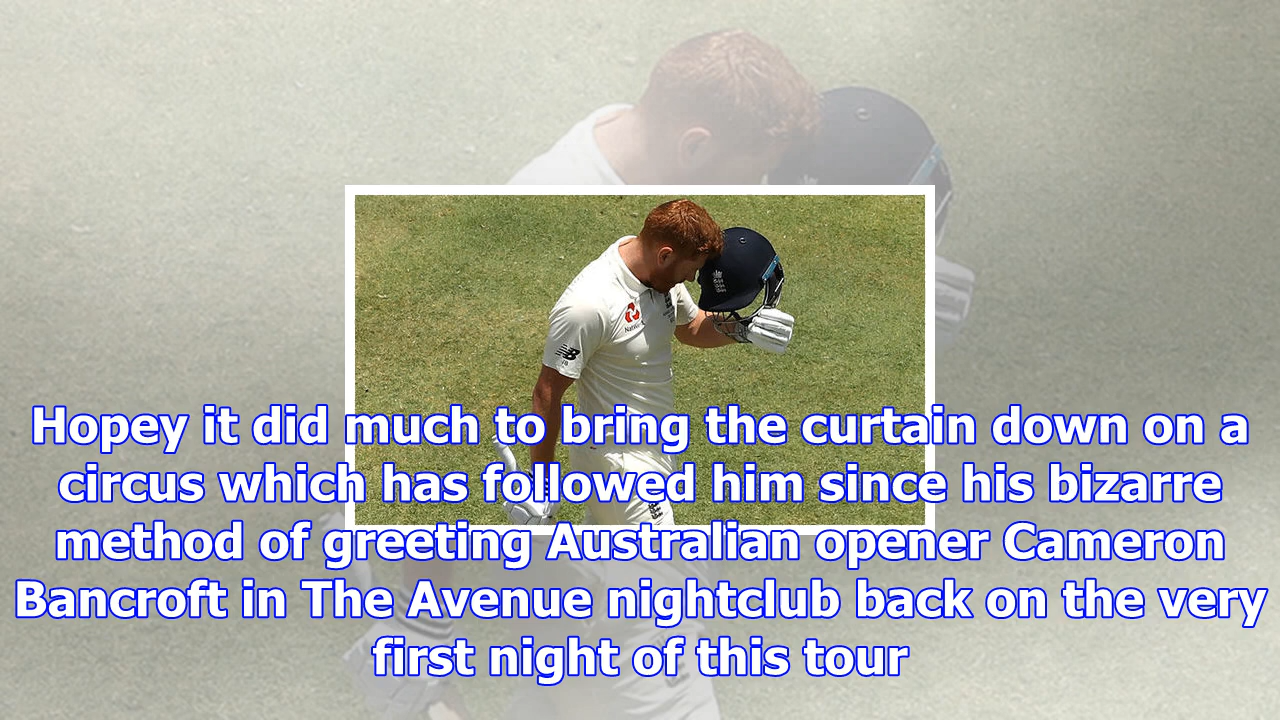 Hopey it did much to bring the curtain down on a
circus which has followed him since his bizarre
method of greeting Australian opener Cameron
Bancroft in The Avenue nightclub back on the very
first night of this tour